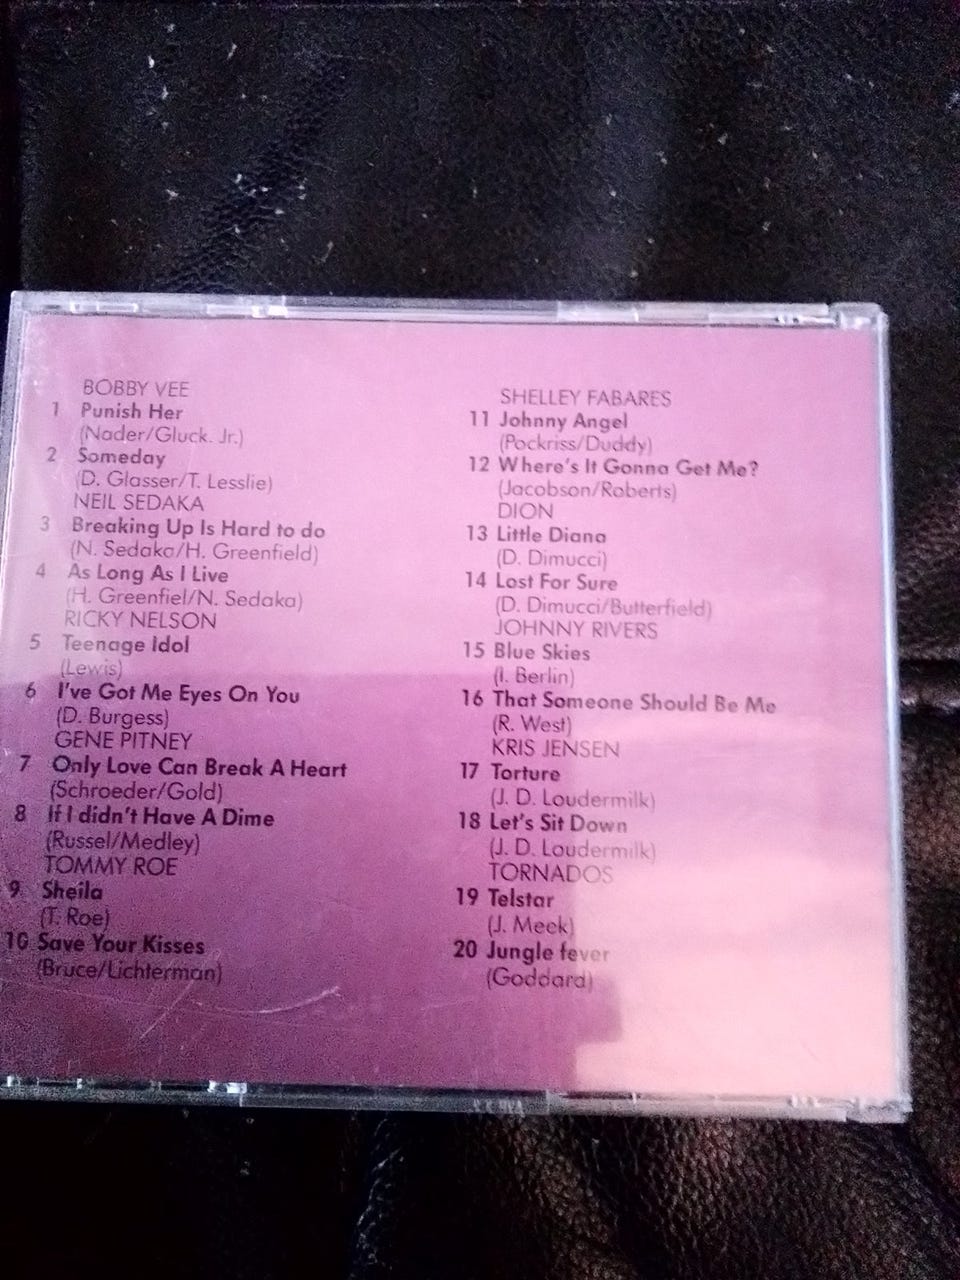 BOBBY VEE
1 Punish Her
(Nader/Gluck. Jr.)
2 Someday
(D. Glasser/T. Lesslie)
NEIL SEDAKA
3 Breaking Up Is Hard to do
(N. Sedaka/H. Greenfield)
4 As Long As I Live
(H. Greenfiel/N. Sedaka)
RICKY NELSON
5 Teenage Idol
(Lewis)
6 I've Got Me Eyes On You
(D. Burgess)
GENE PITNEY
7 Only Love Can Break A Heart
(Schroeder/Gold)
8 If I didn't Have A Dime
(Russel/Medley)
TOMMY ROE
9 Sheila
(T. Roe)
10 Save Your Kisses
(Bruce/Lichterman)
SHELLEY FABARES
11 Johnny Angel
(Pockriss/Duddy)
12 Where's It Gonna Get Me?
(Jacobson/Roberts)
DION
13 Little Diana
(D. Dimucci)
14 Lost For Sure
(D. Dimucci/Butterfield)
JOHNNY RIVERS
15 Blue Skies
(I. Berlin)
16 That Someone Should Be Me
(R. West)
KRIS JENSEN
17 Torture
(J. D. Loudermilk)
18 Let's Sit Down
(J. D. Loudermilk)
TORNADOS
19 Telstar
(J. Meek)
20 Jungle fever
(Goddard)